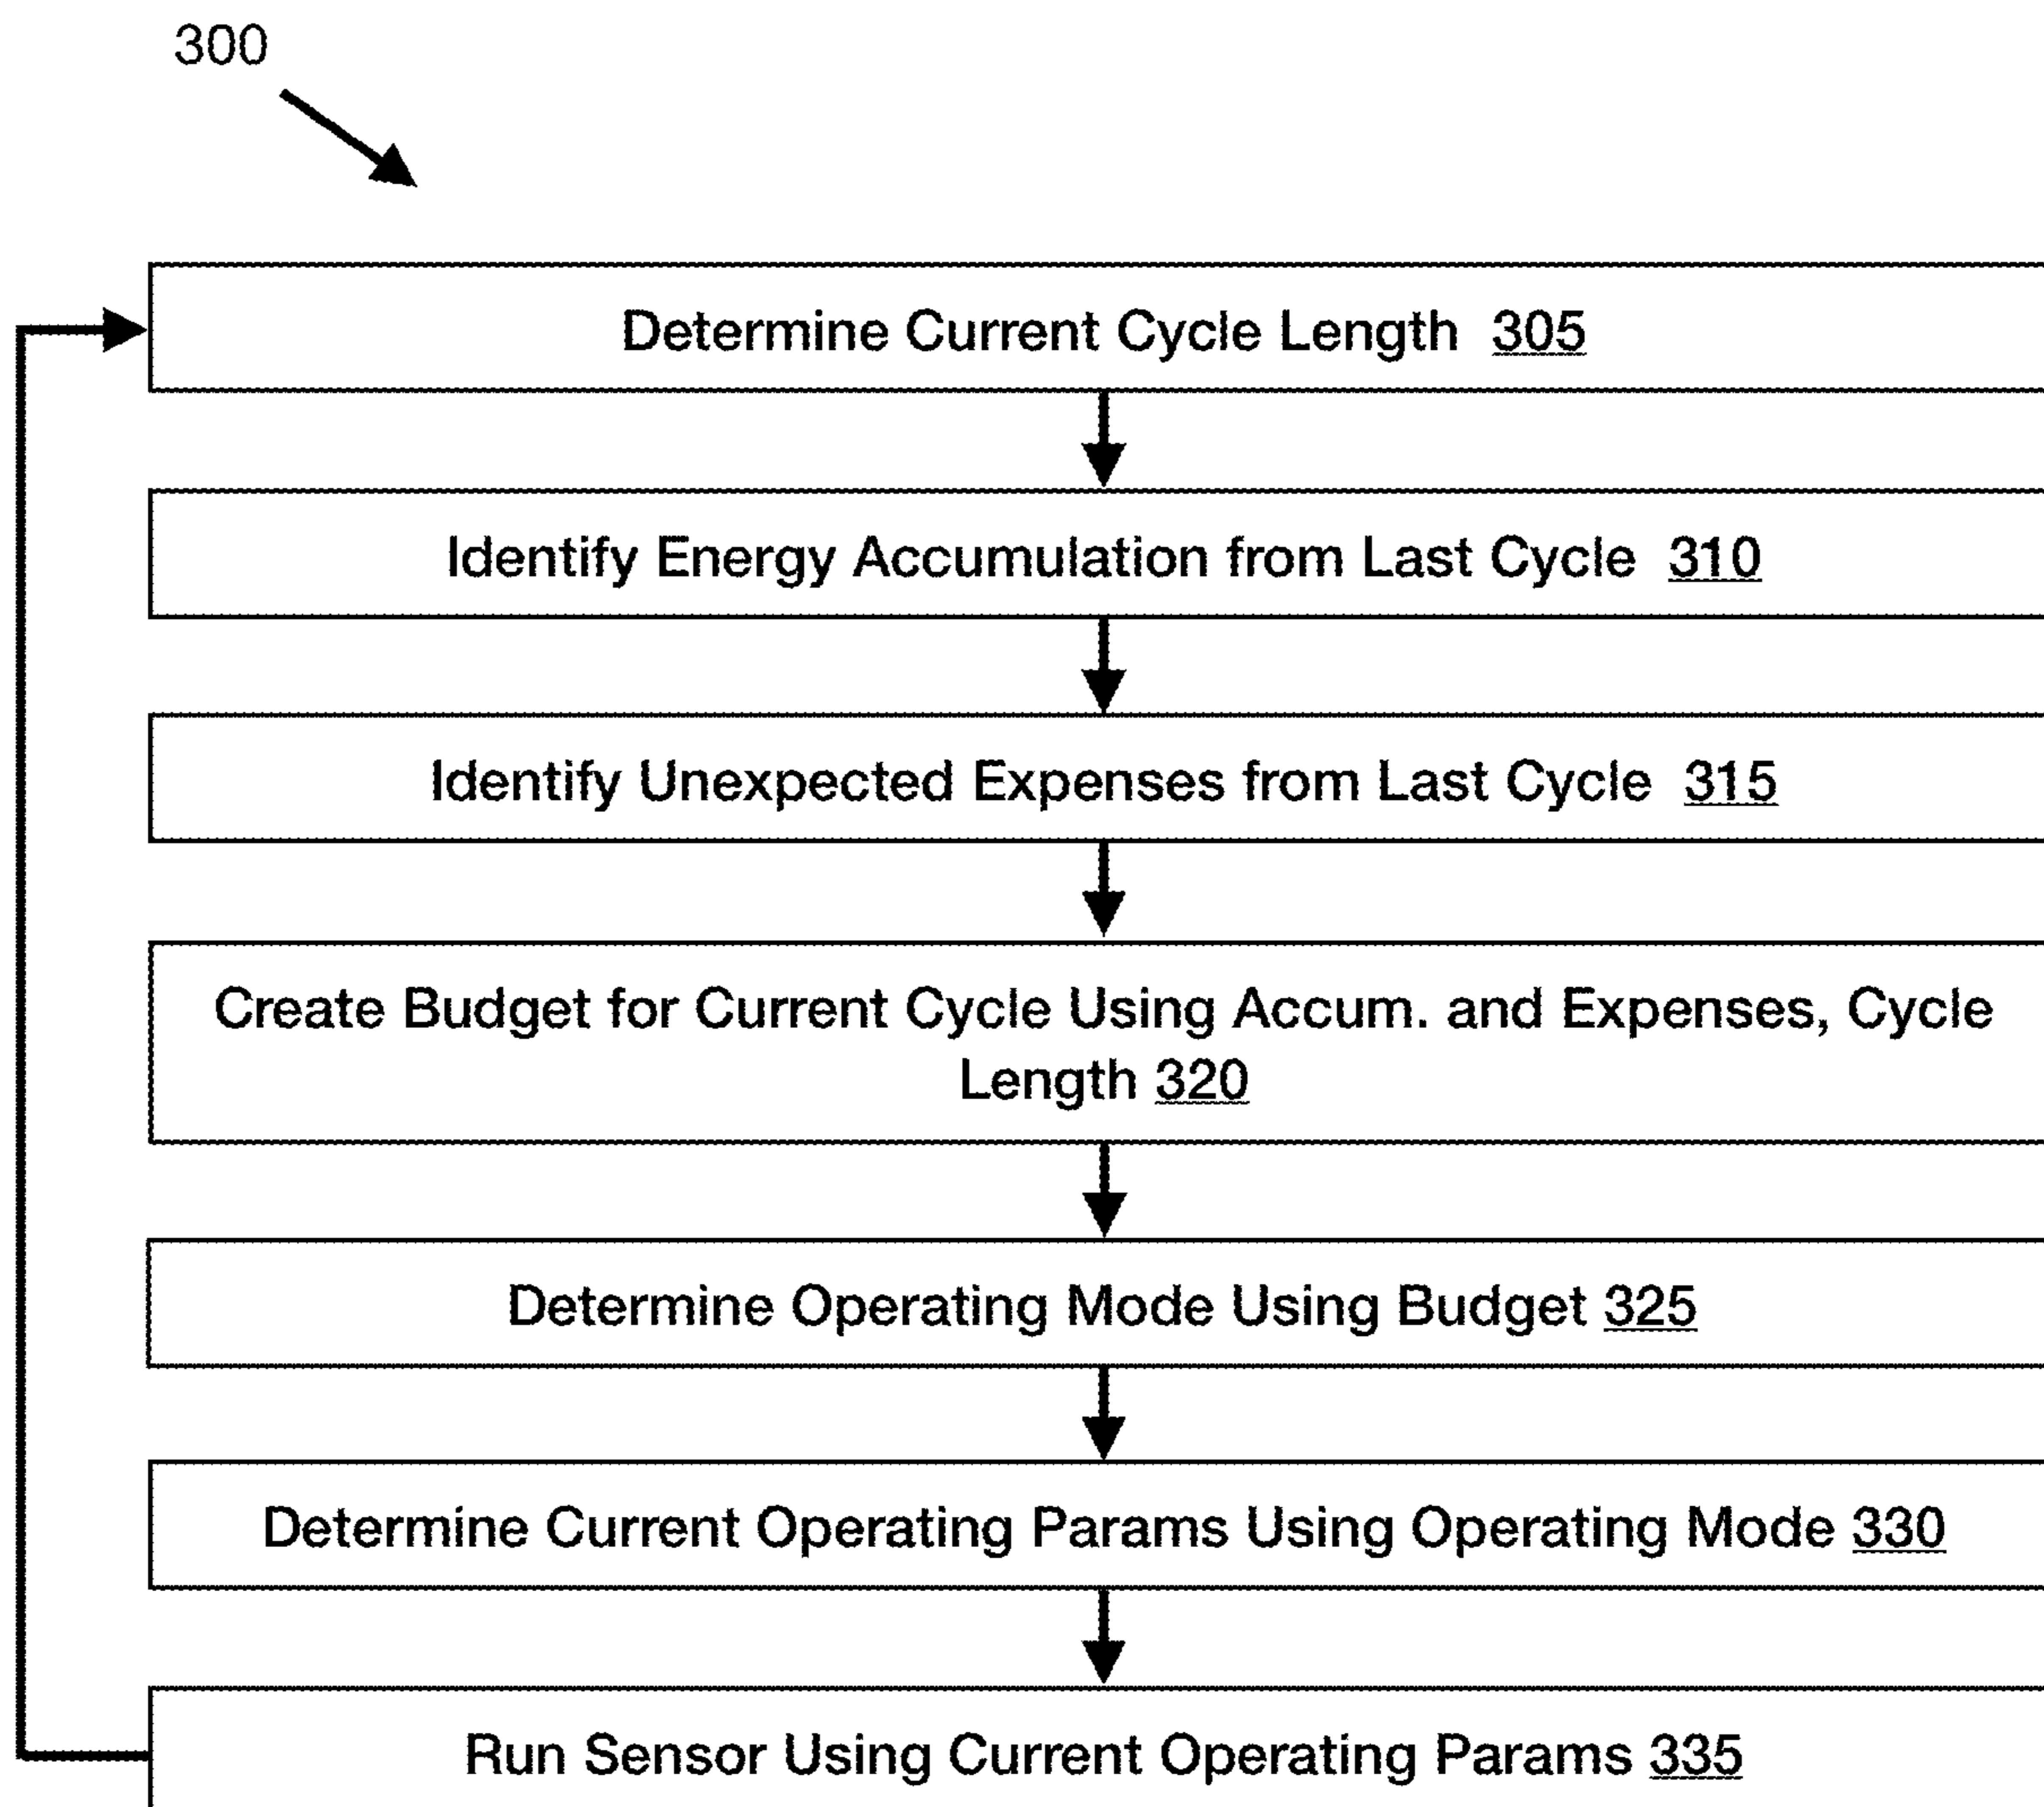 300
Determine Current Cycle Length 305
Identify Energy Accumulation from Last Cycle 310
Identify Unexpected Expenses from Last Cycle 315
Create Budget for Current Cycle Using Accum. and Expenses, Cycle
Length 320
Determine Operating Mode Using Budget 325
Determine Current Operating Params Using Operating Mode 330
Run Sensor Using Current Operating Params 335